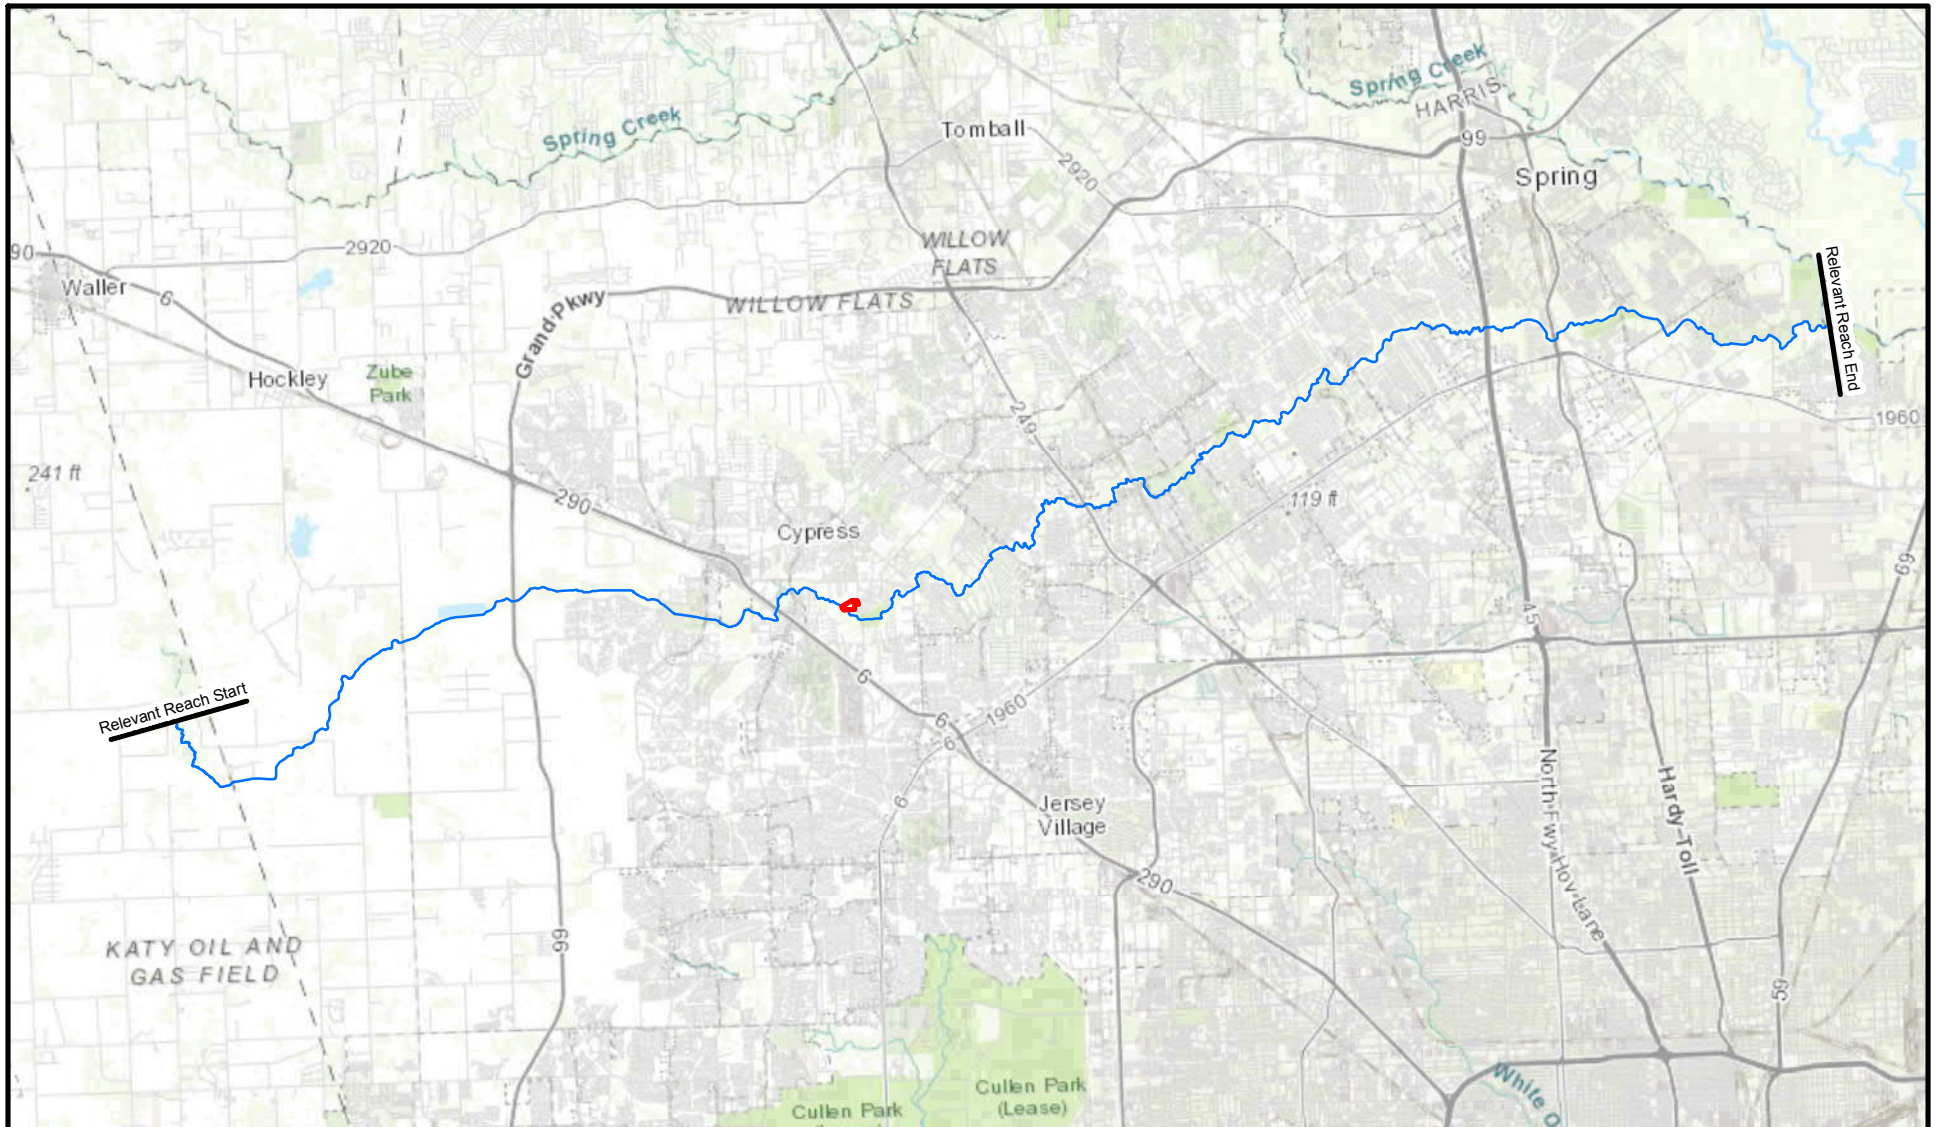 Spring Creek
HARRIS
Tomball
99
Spring Creek
2920
Spring
WILLOW
FLATS
90
2920
Waller
6
Grand Pkwy
WILLOW FLATS
Relevant Reach End
Hockley
Zube
Park
249
1960
241 ft
290
119 ft
Cypress
69
45
6
Relevant Reach Start
6
1960
6
6
Jersey
Village
North Fwy Hov Lane
Hardy Toll
290
KATY OIL AND
GAS FIELD
99
59
Cullen Park
(Lease)
Cullen Park
White O